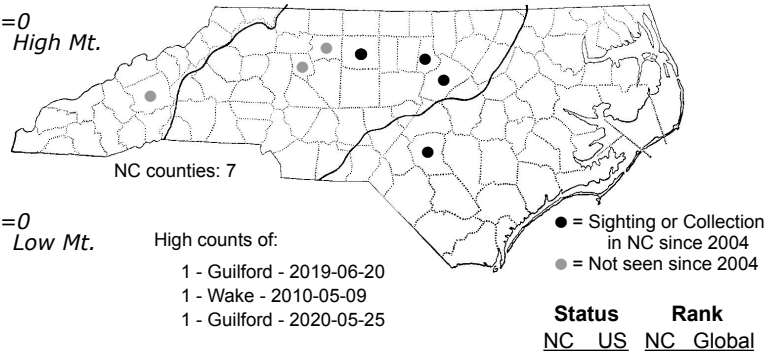 =0
High Mt.
NC counties: 7
=0
Low Mt.
High counts of:
1 - Guilford - 2019-06-20
1 - Wake - 2010-05-09
1 - Guilford - 2020-05-25
= Sighting or Collection
in NC since 2004
= Not seen since 2004
Status Rank
NC US NC Global